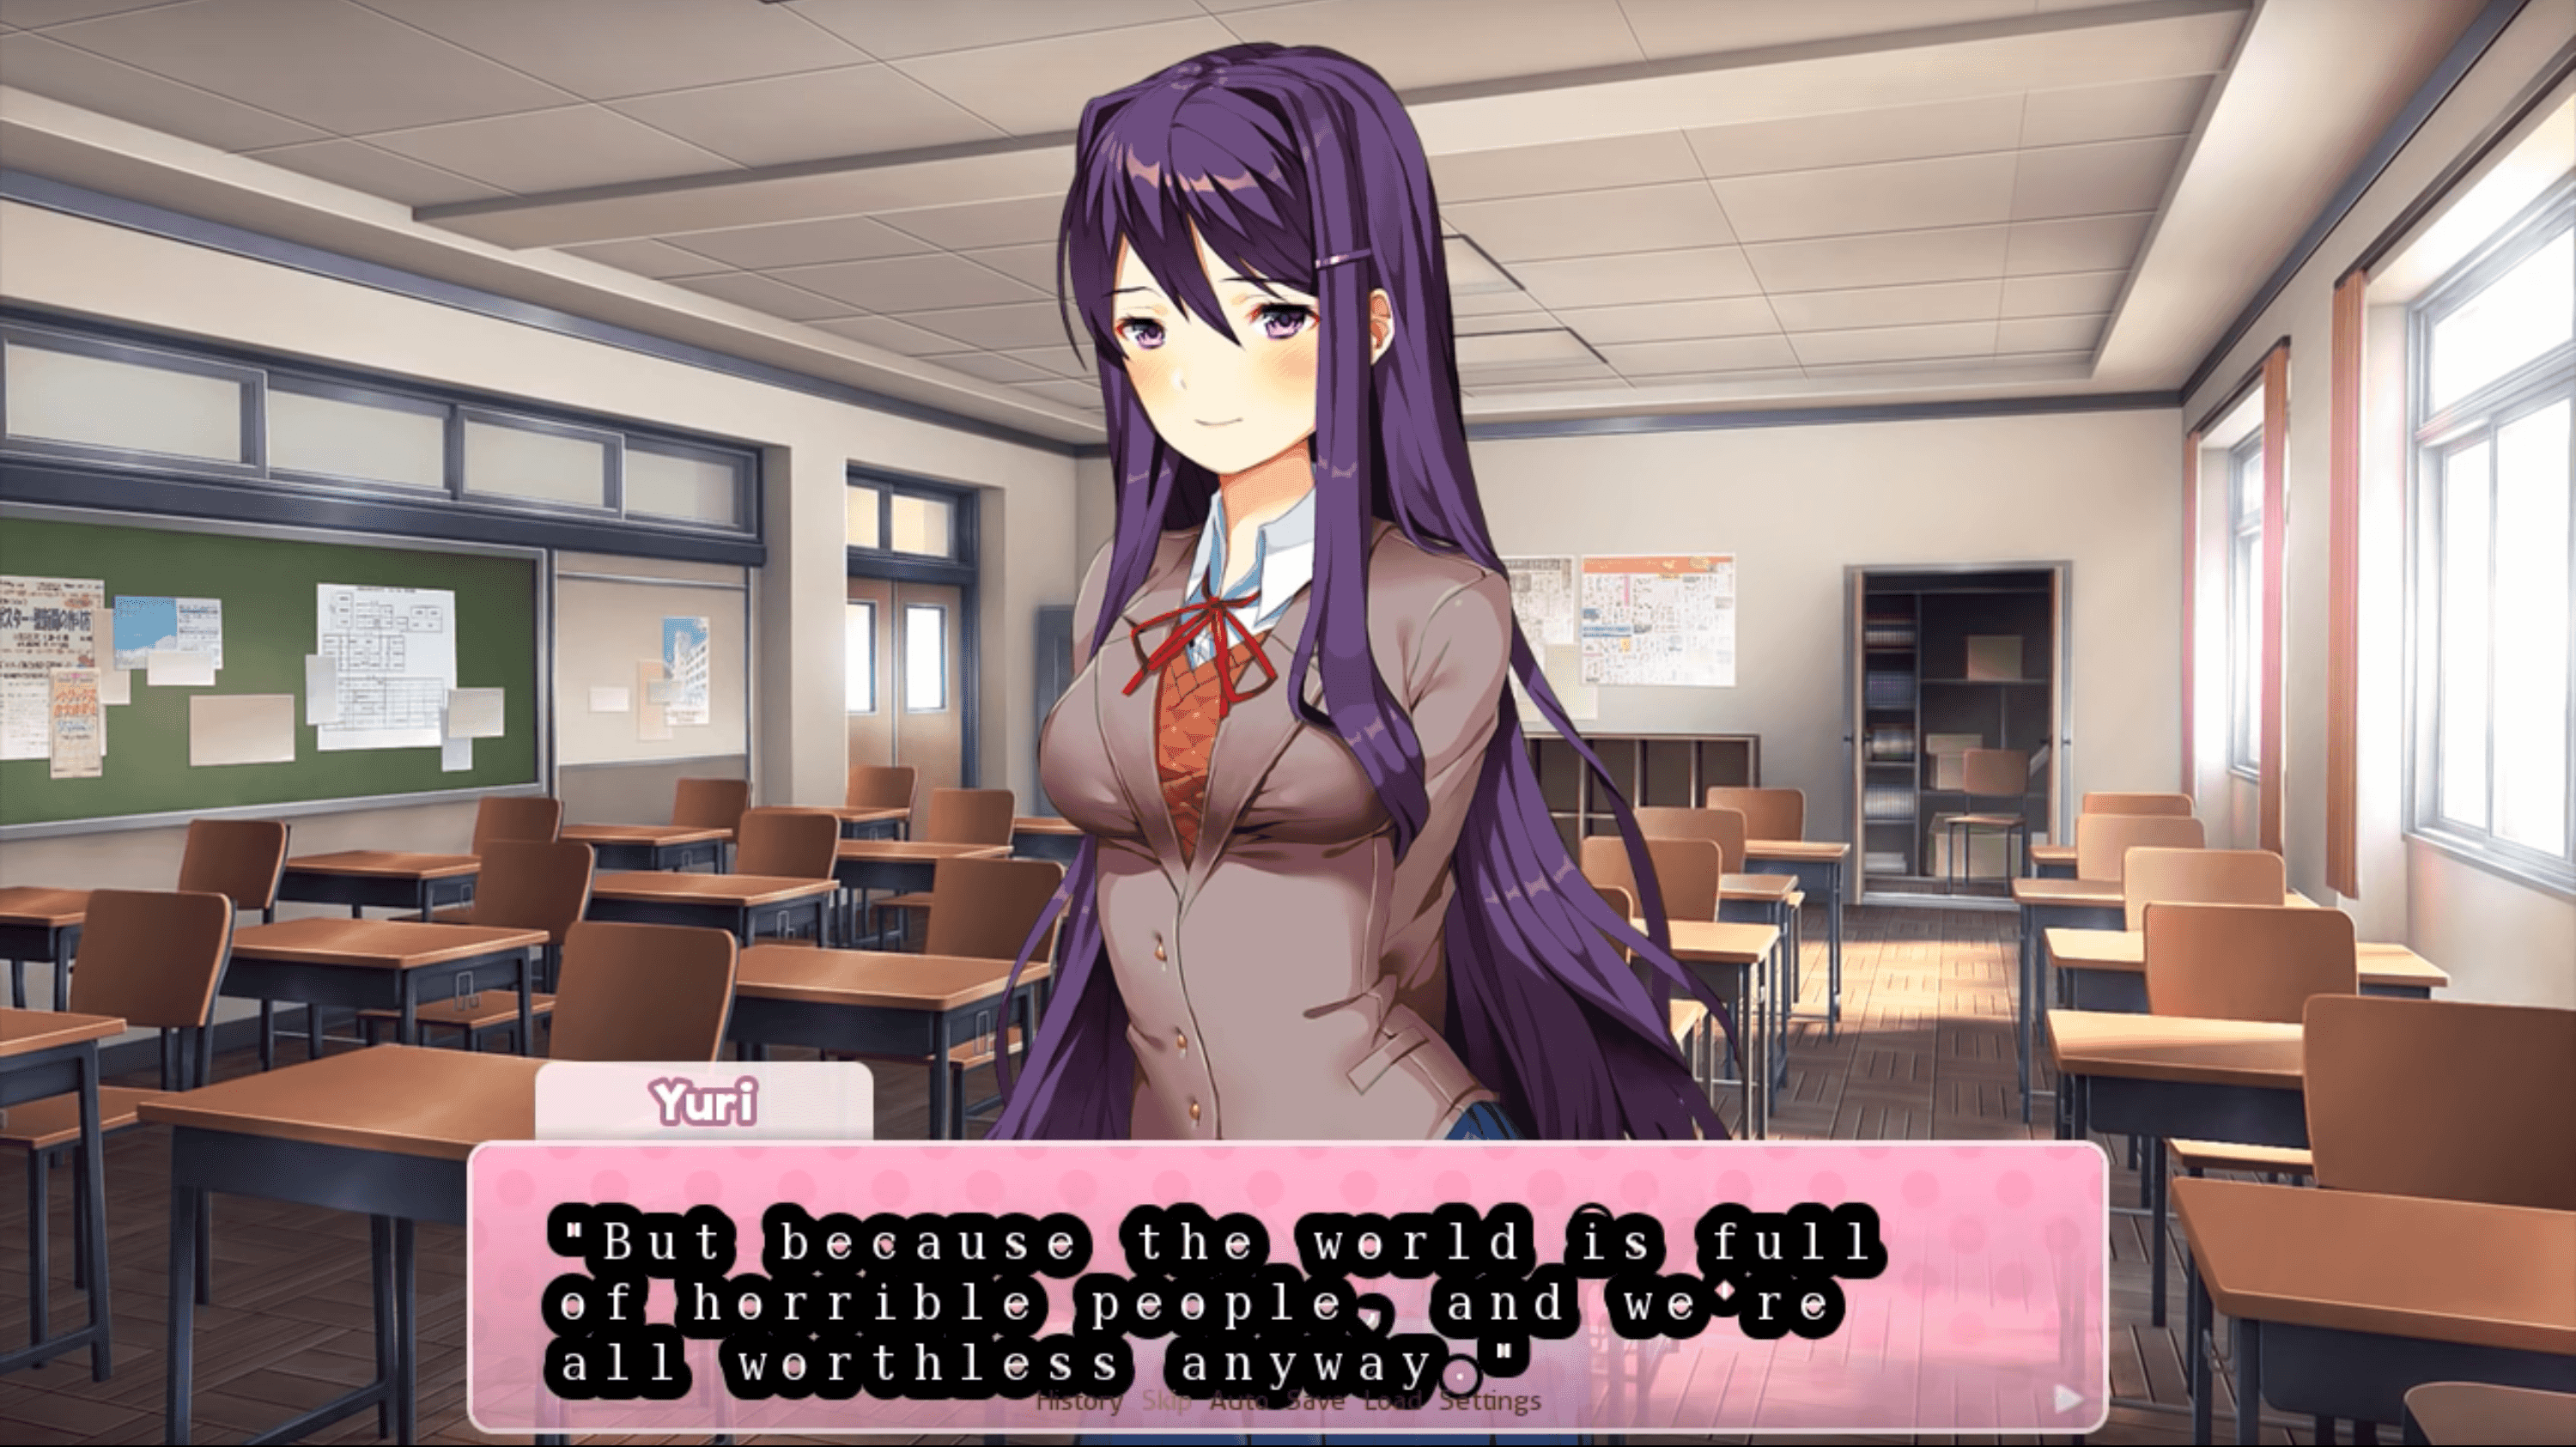 Yuri
"But because the world is full
of horrible people, and we're
all worthless anyway."
History Skip Auto Save Load Settings